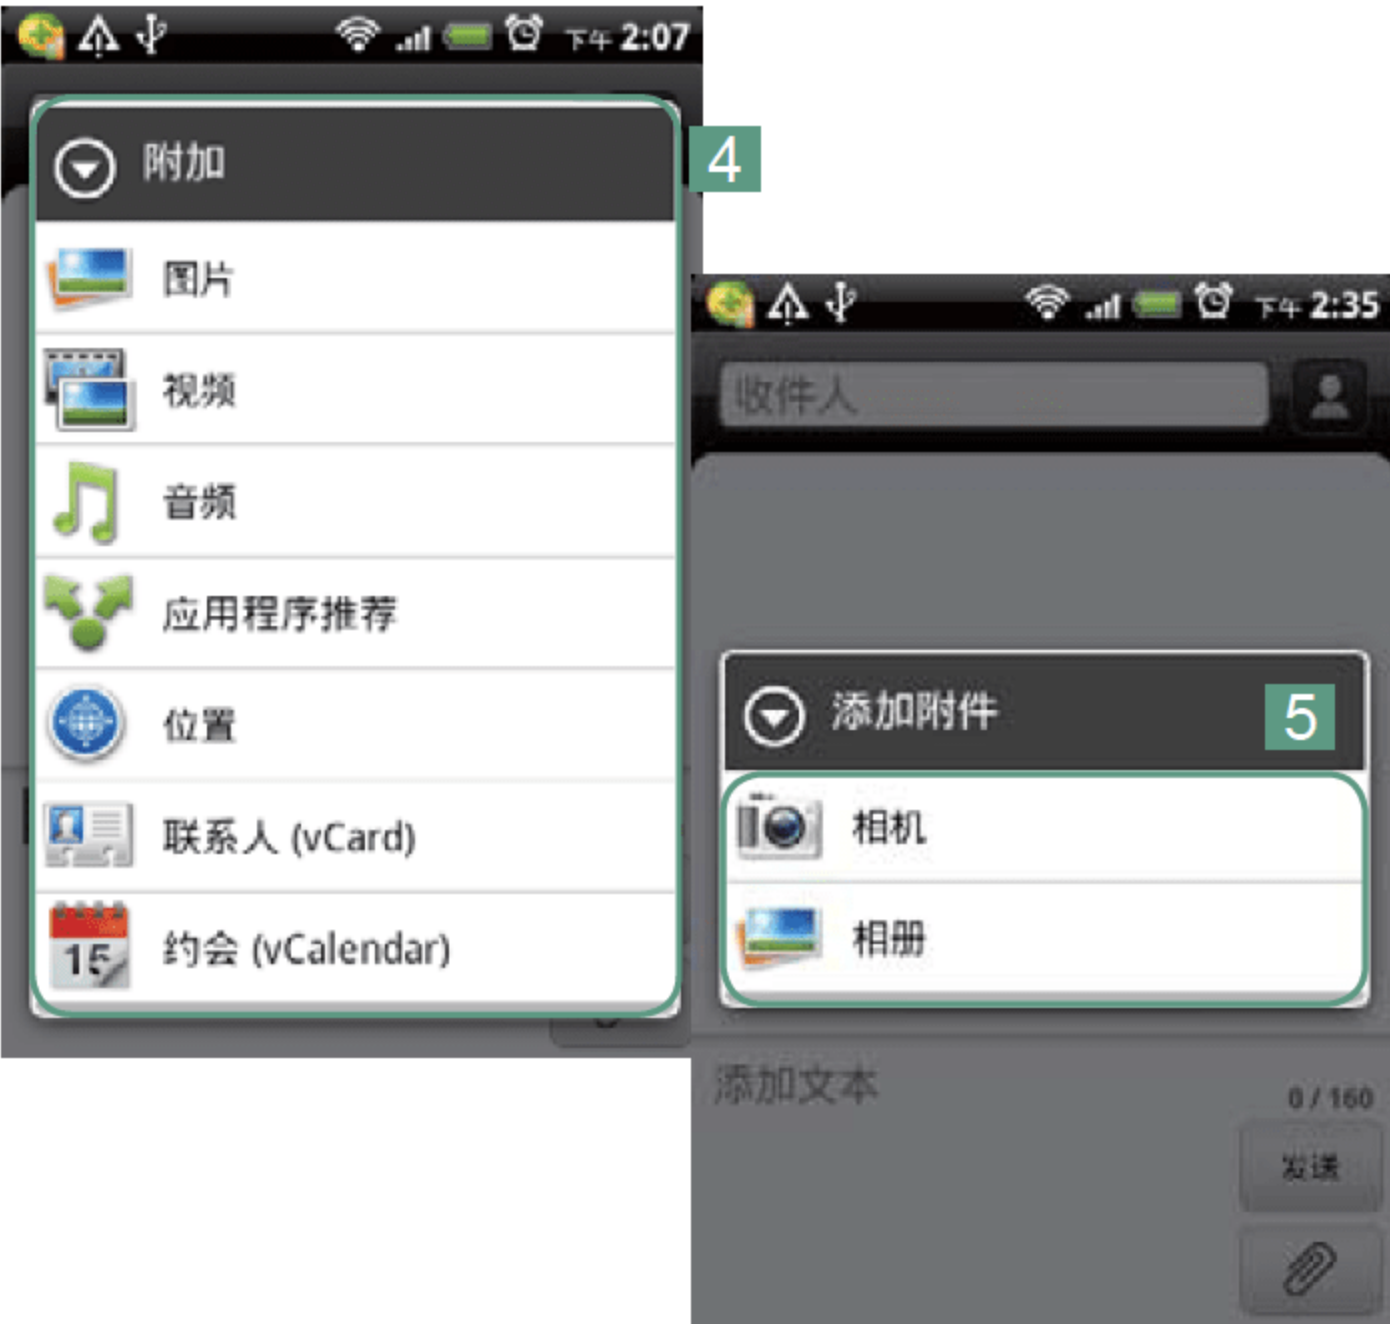 下午 2:07
附加
4
图片
视频
音频
应用程序推荐
位置
联系人 (vCard)
15
约会 (vCalendar)
下午 2:35
收件人
添加附件
5
相机
相册
添加文本
0 / 160
发送